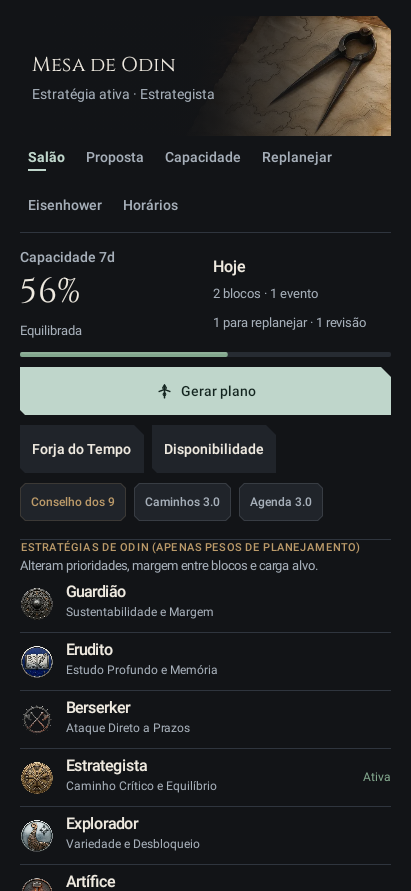 Mesa de Odin
Estratégia ativa · Estrategista
Salão Proposta Capacidade Replanejar
Eisenhower Horários
Capacidade 7d
56%
Equilibrada
Hoje
2 blocos · 1 evento
1 para replanejar · 1 revisão
Gerar plano
Forja do Tempo Disponibilidade
Conselho dos 9 Caminhos 3.0 Agenda 3.0
ESTRATÉGIAS DE ODIN (APENAS PESOS DE PLANEJAMENTO)
Alteram prioridades, margem entre blocos e carga alvo.
Guardião
Sustentabilidade e Margem
Erudito
Estudo Profundo e Memória
Berserker
Ataque Direto a Prazos
Estrategista
Caminho Crítico e Equilíbrio
Ativa
Explorador
Variedade e Desbloqueio
Artífice